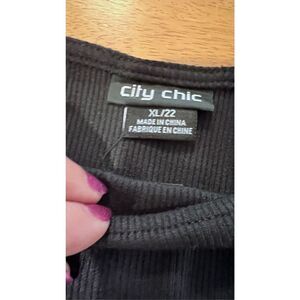 city chic
XL/22
MADE IN CHINA
FABRIQUE EN CHINE